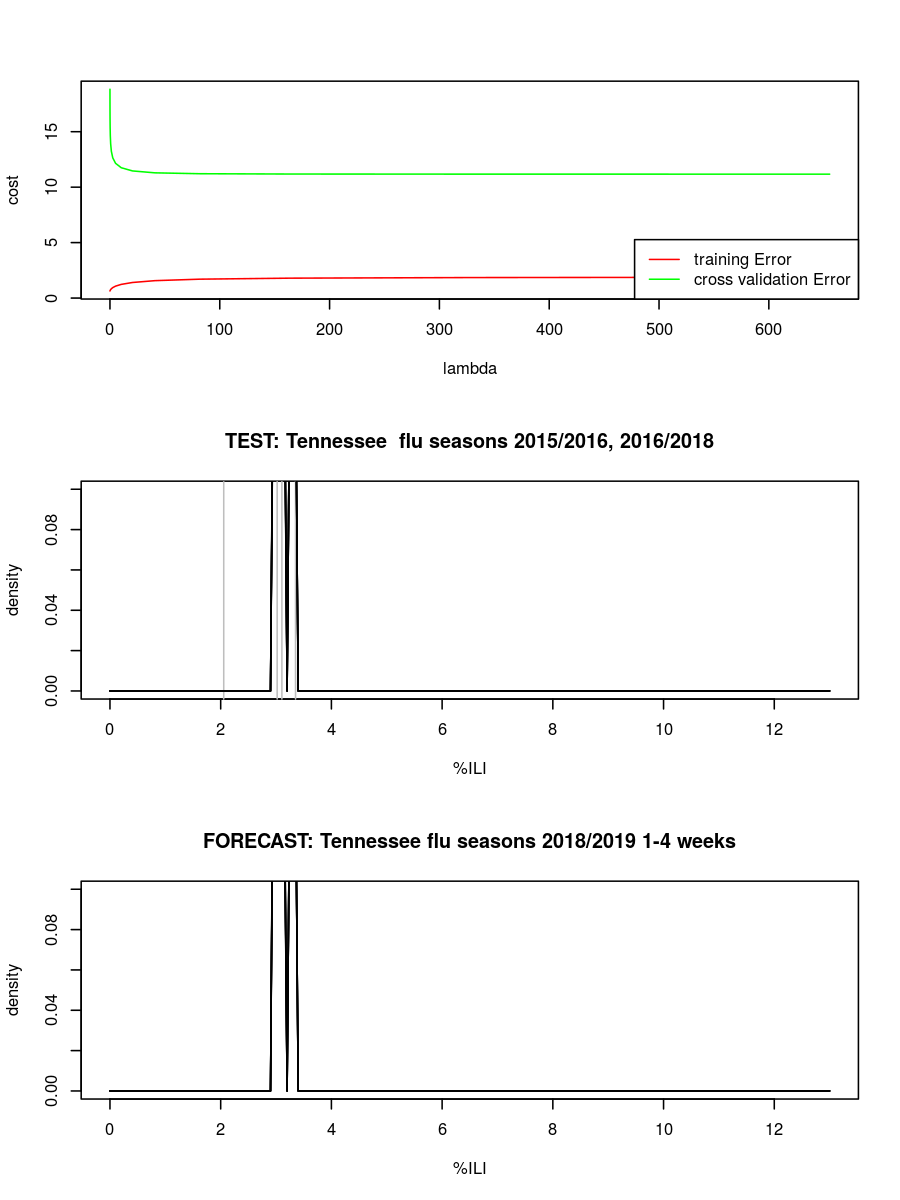 cost
0
5
10
15
training Error
cross validation Error
0 100 200 300 400 500 600
lambda
TEST: Tennessee  flu seasons 2015/2016, 2016/2018
density
0.00
0.04
0.08
0 2 4 6 8 10 12
%ILI
FORECAST: Tennessee flu seasons 2018/2019 1-4 weeks
density
0.00
0.04
0.08
0 2 4 6 8 10 12
%ILI